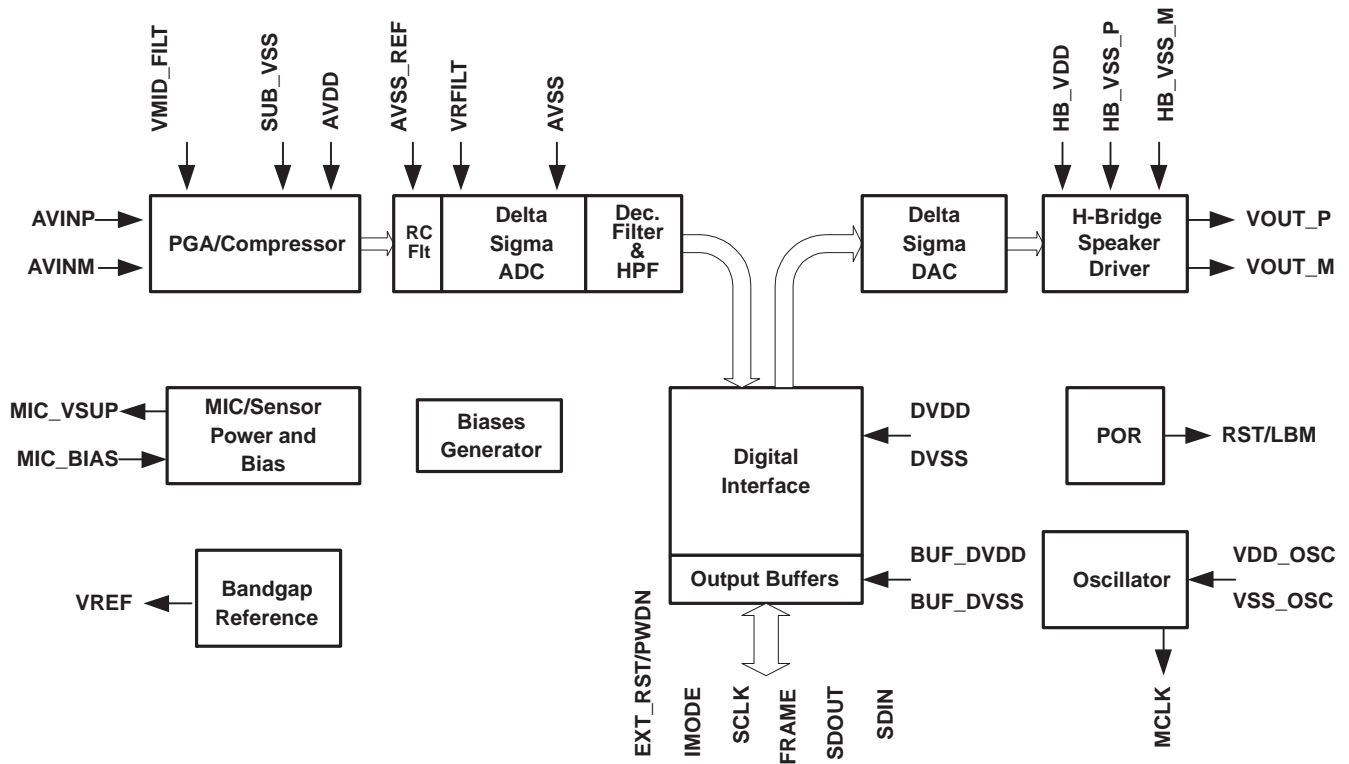 VMID_FILT
SUB_VSS
AVDD
AVSS_REF
VRFILT
AVSS
HB_VDD
HB_VSS_P
HB_VSS_M
AVINP
AVINM
PGA/Compressor
RC
Flt
Delta
Sigma
ADC
Dec.
Filter
&
HPF
Delta
Sigma
DAC
H-Bridge
Speaker
Driver
VOUT_P
VOUT_M
MIC_VSUP
MIC_BIAS
MIC/Sensor
Power and
Bias
Biases
Generator
Digital
Interface
DVDD
DVSS
POR
RST/LBM
VREF
Bandgap
Reference
Output Buffers
BUF_DVDD
BUF_DVSS
Oscillator
VDD_OSC
VSS_OSC
EXT_RST/PWDN
IMODE
SCLK
FRAME
SDOUT
SDIN
MCLK